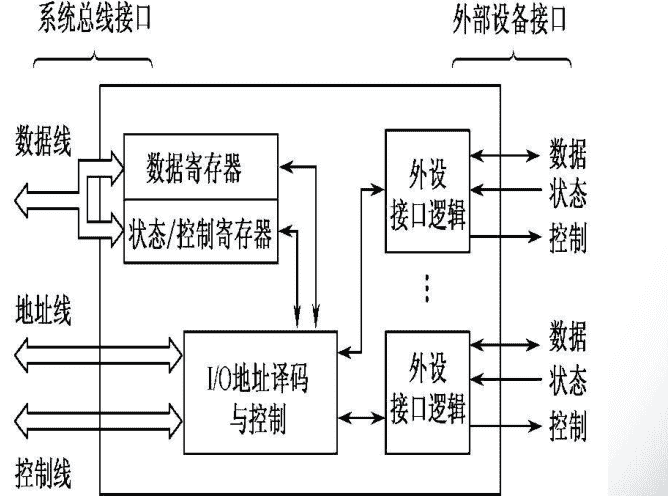 系统总线接口
外部设备接口
数据线
数据寄存器
状态/控制寄存器
外设
接口逻辑
数据
状态
控制
地址线
I/O地址译码
与控制
外设
接口逻辑
数据
状态
控制
控制线